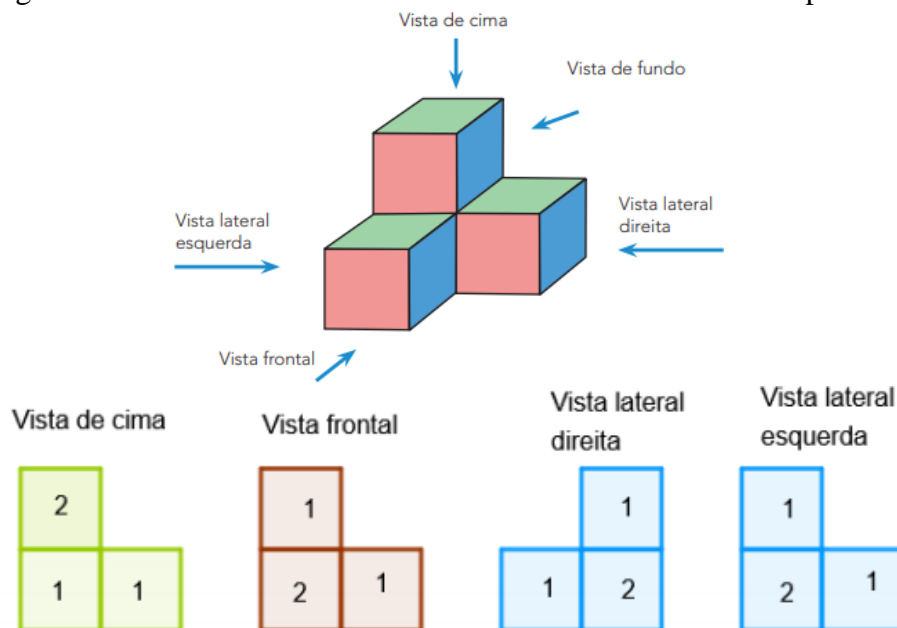 Vista de cima
Vista de fundo
Vista lateral
esquerda
Vista lateral
direita
Vista frontal
Vista de cima
Vista frontal
Vista lateral
direita
Vista lateral
esquerda
2
1 1
1
2 1
1
1 2
1
2 1